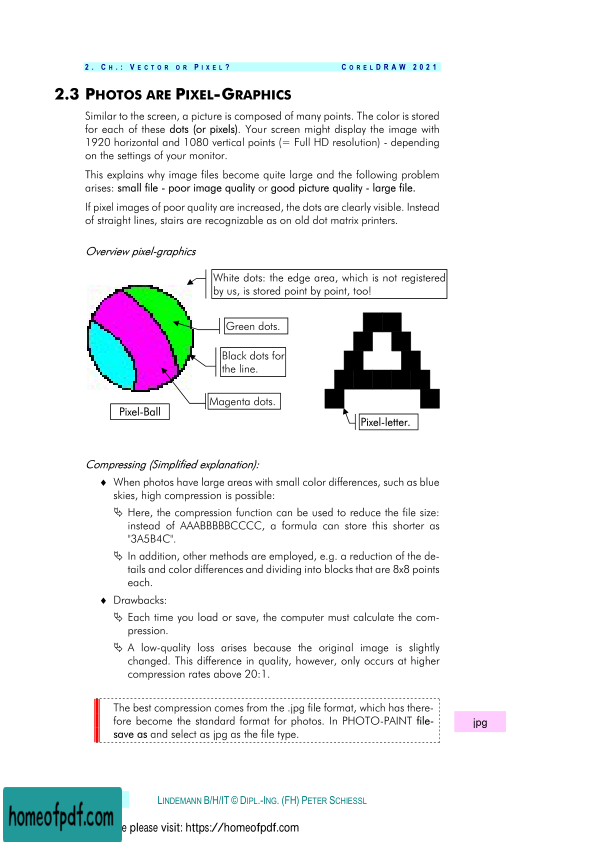 2. CH.: VECTOR OR PIXEL? CORELDRAW 2021
2.3 PHOTOS ARE PIXEL-GRAPHICS
Similar to the screen, a picture is composed of many points. The color is stored
for each of these dots (or pixels). Your screen might display the image with
1920 horizontal and 1080 vertical points (= Full HD resolution) - depending
on the settings of your monitor.
This explains why image files become quite large and the following problem
arises: small file - poor image quality or good picture quality - large file.
If pixel images of poor quality are increased, the dots are clearly visible. Instead
of straight lines, stairs are recognizable as on old dot matrix printers.
Overview pixel-graphics
White dots: the edge area, which is not registered
by us, is stored point by point, too!
Green dots.
Black dots for
the line.
Magenta dots.
Pixel-Ball
Pixel-letter.
Compressing (Simplified explanation):
♦ When photos have large areas with small color differences, such as blue
skies, high compression is possible:
Here, the compression function can be used to reduce the file size:
instead of AAABBBBBCCCC, a formula can store this shorter as
"3A5B4C".
In addition, other methods are employed, e.g. a reduction of the de-
tails and color differences and dividing into blocks that are 8x8 points
each.
♦ Drawbacks:
Each time you load or save, the computer must calculate the com-
pression.
A low-quality loss arises because the original image is slightly
changed. This difference in quality, however, only occurs at higher
compression rates above 20:1.
The best compression comes from the .jpg file format, which has there-
fore become the standard format for photos. In PHOTO-PAINT file-
save as and select as jpg as the file type.
jpg
LINDEMANN B/H/IT © DIPL.-ING. (FH) PETER SCHIESSL
homeofpdf.com
e please visit: https://homeofpdf.com